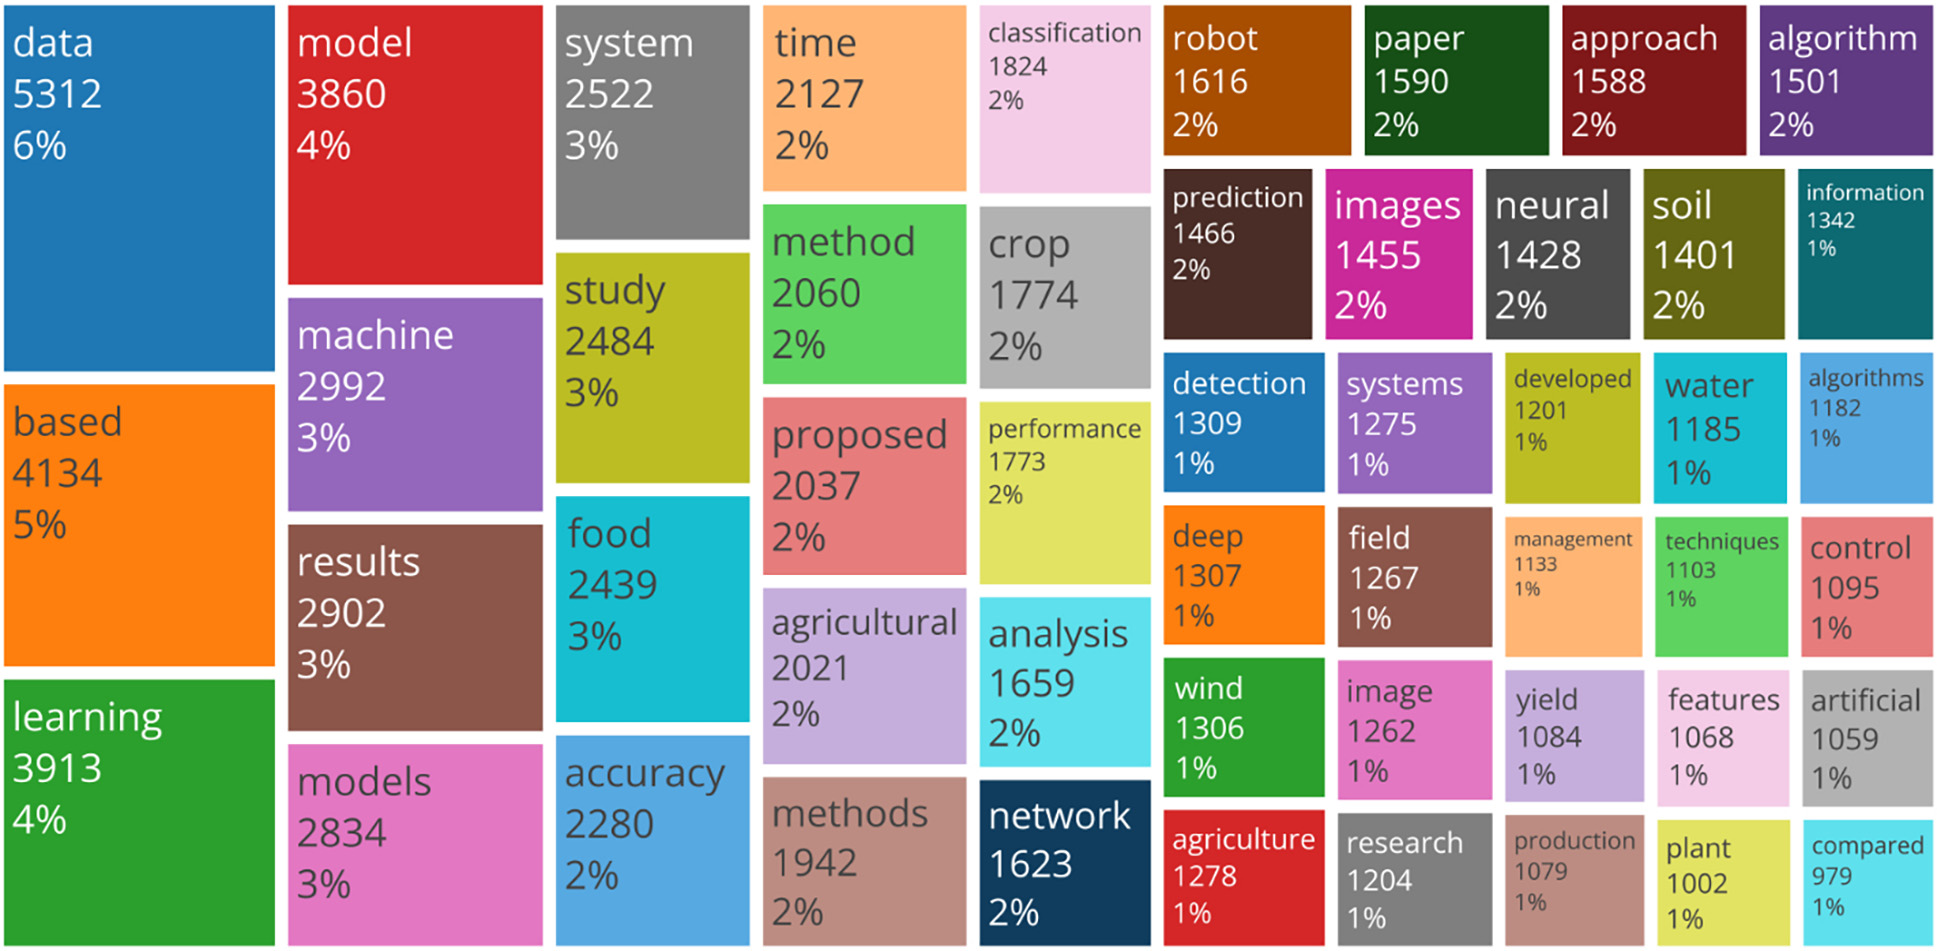 data
5312
6%
based
4134
5%
learning
3913
4%
model
3860
4%
machine
2992
3%
results
2902
3%
models
2834
3%
system
2522
3%
study
2484
3%
food
2439
3%
accuracy
2280
2%
time
2127
2%
method
2060
2%
proposed
2037
2%
agricultural
2021
2%
methods
1942
2%
classification
1824
2%
crop
1774
2%
performance
1773
2%
analysis
1659
2%
network
1623
2%
robot
1616
2%
paper
1590
2%
approach
1588
2%
algorithm
1501
2%
prediction
1466
2%
images
1455
2%
neural
1428
2%
soil
1401
2%
information
1342
1%
detection
1309
1%
deep
1307
1%
wind
1306
1%
agriculture
1278
1%
systems
1275
1%
field
1267
1%
image
1262
1%
research
1204
1%
developed
1201
1%
water
1185
1%
algorithms
1182
1%
management
1133
1%
techniques
1103
1%
control
1095
1%
yield
1084
1%
production
1079
1%
features
1068
1%
plant
1002
1%
artificial
1059
1%
compared
979
1%